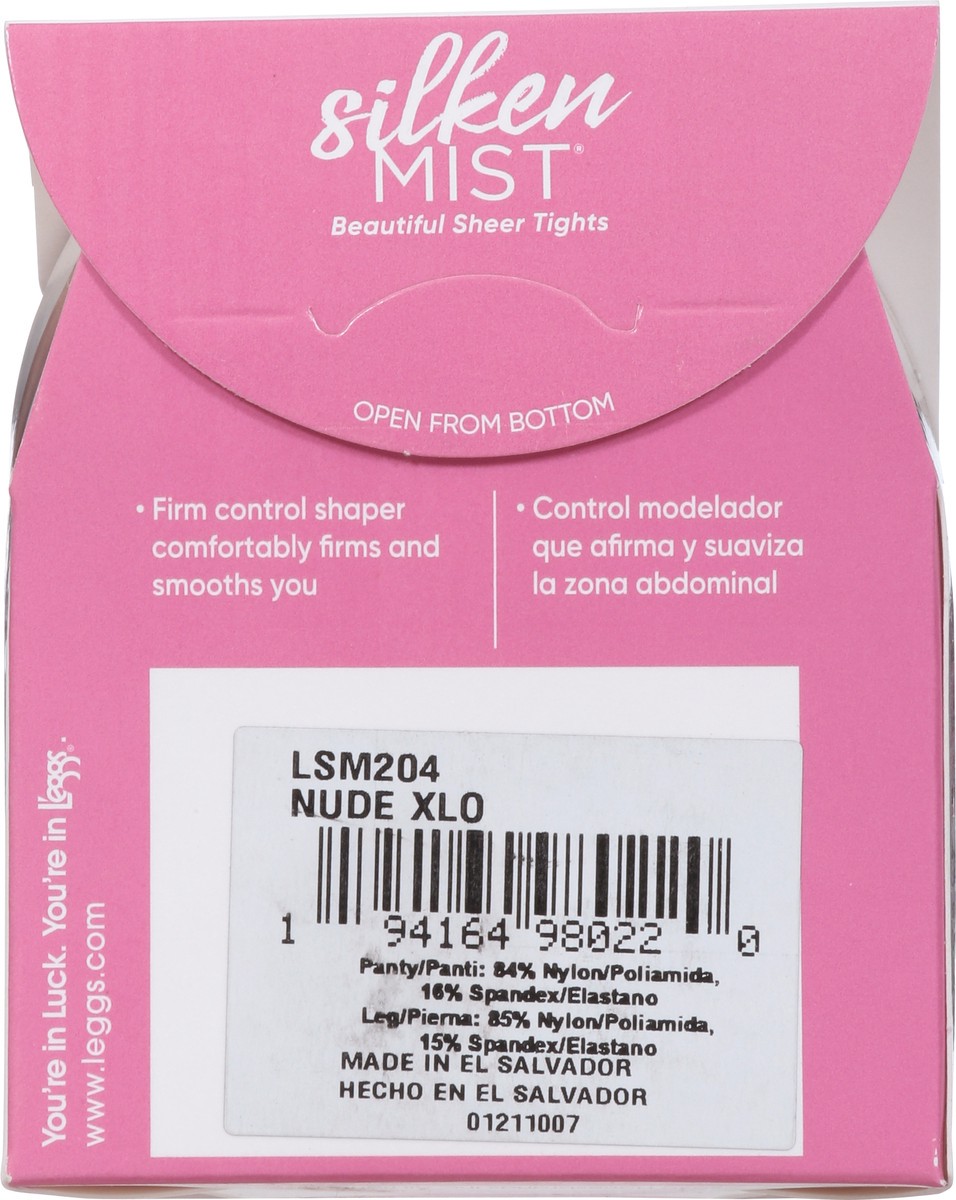 silken
MIST®
Beautiful Sheer Tights
OPEN FROM BOTTOM
• Firm control shaper
comfortably firms and
smooths you
• Control modelador
que afirma y suaviza
la zona abdominal
You're in Luck. You're in L'eggs®.
www.leggs.com
LSM204
NUDE XLO
1 94164 98022 0
Panty/Panti: 84% Nylon/Poliamida,
16% Spandex/Elastano
Leg/Pierna: 85% Nylon/Poliamida,
15% Spandex/Elastano
MADE IN EL SALVADOR
HECHO EN EL SALVADOR
01211007